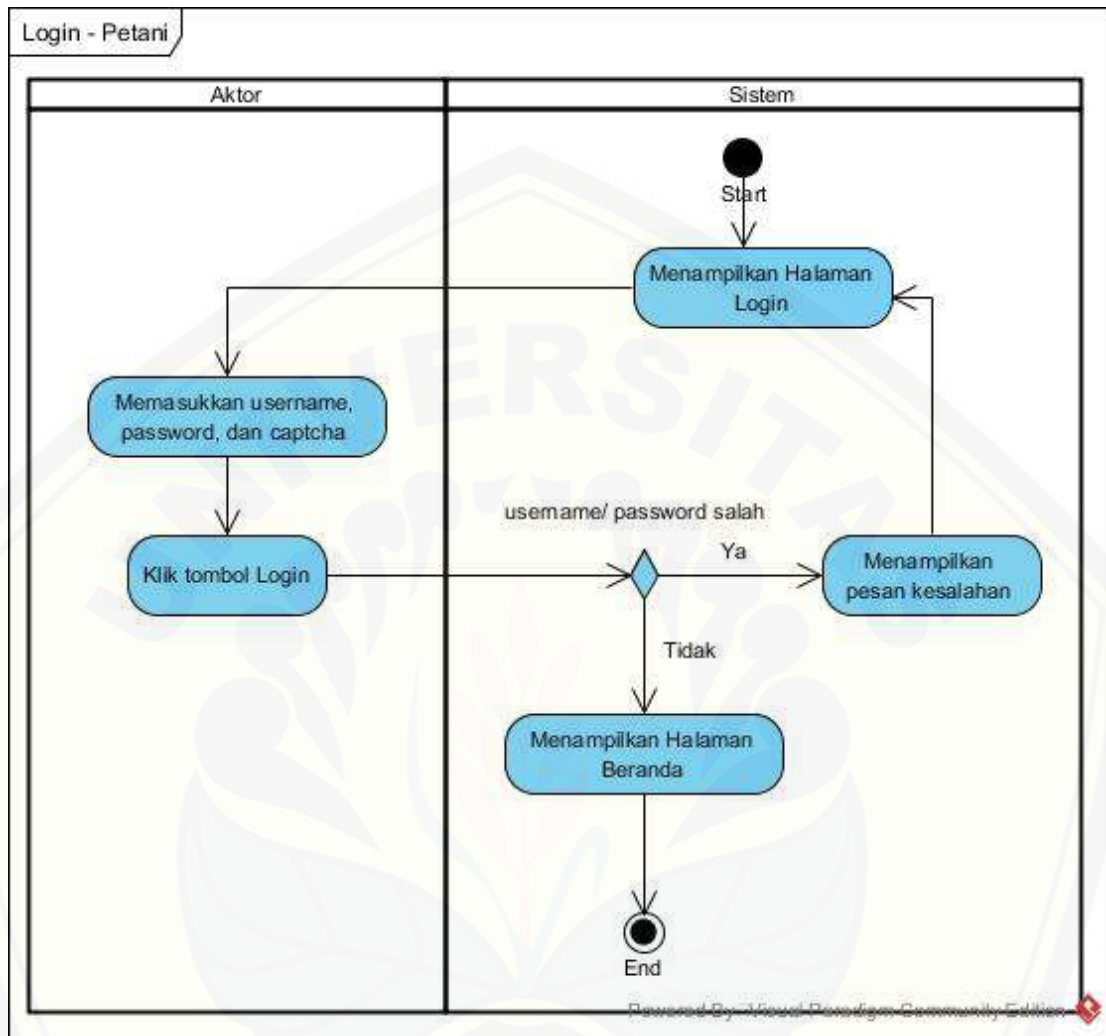 Login - Petani
Aktor
Sistem
Start
Menampilkan Halaman
Login
Memasukkan username,
password, dan captcha
username/ password salah
Klik tombol Login
Ya
Menampilkan
pesan kesalahan
Tidak
Menampilkan Halaman
Beranda
End
Powered By Visual Paradigm Community Edition
UNIVERSITAS